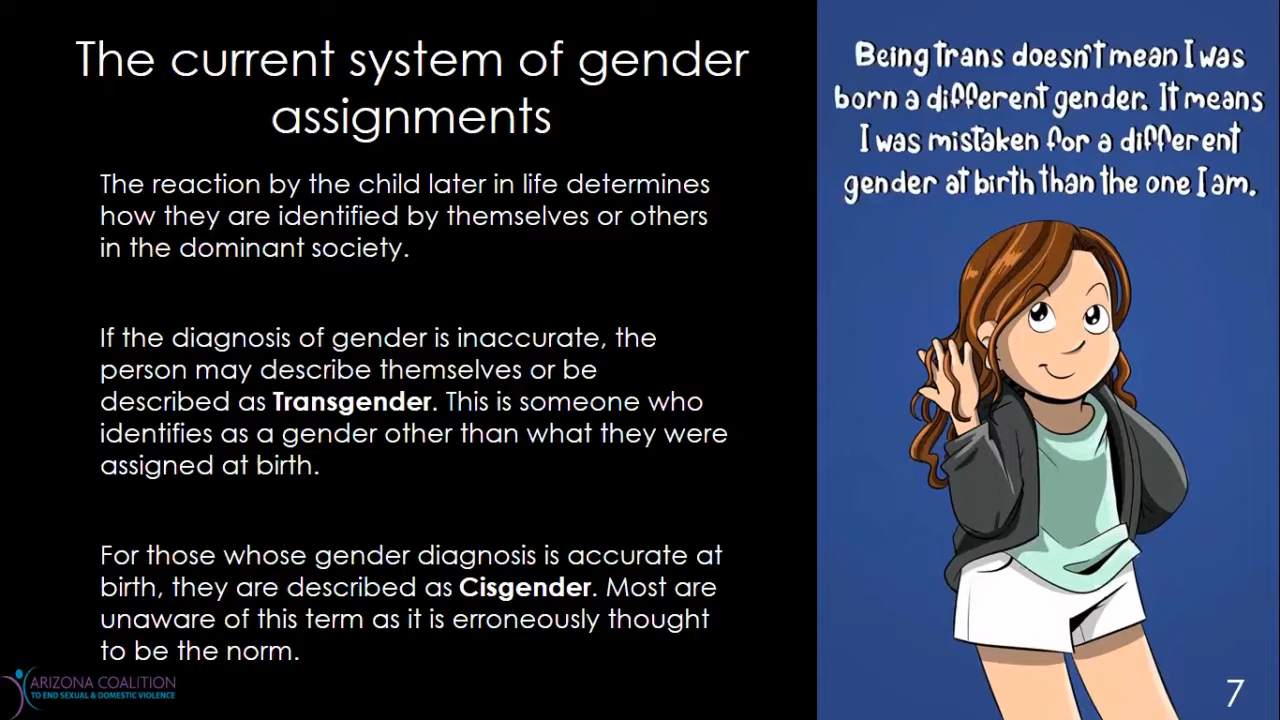 The current system of gender
assignments
The reaction by the child later in life determines
how they are identified by themselves or others
in the dominant society.
If the diagnosis of gender is inaccurate, the
person may describe themselves or be
described as Transgender. This is someone who
identifies as a gender other than what they were
assigned at birth.
For those whose gender diagnosis is accurate at
birth, they are described as Cisgender. Most are
unaware of this term as it is erroneously thought
to be the norm.
ARIZONA COALITION
TO END SEXUAL & DOMESTIC VIOLENCE
Being trans doesn't mean I was
born a different gender. It means
I was mistaken for a different
gender at birth than the one I am.
7